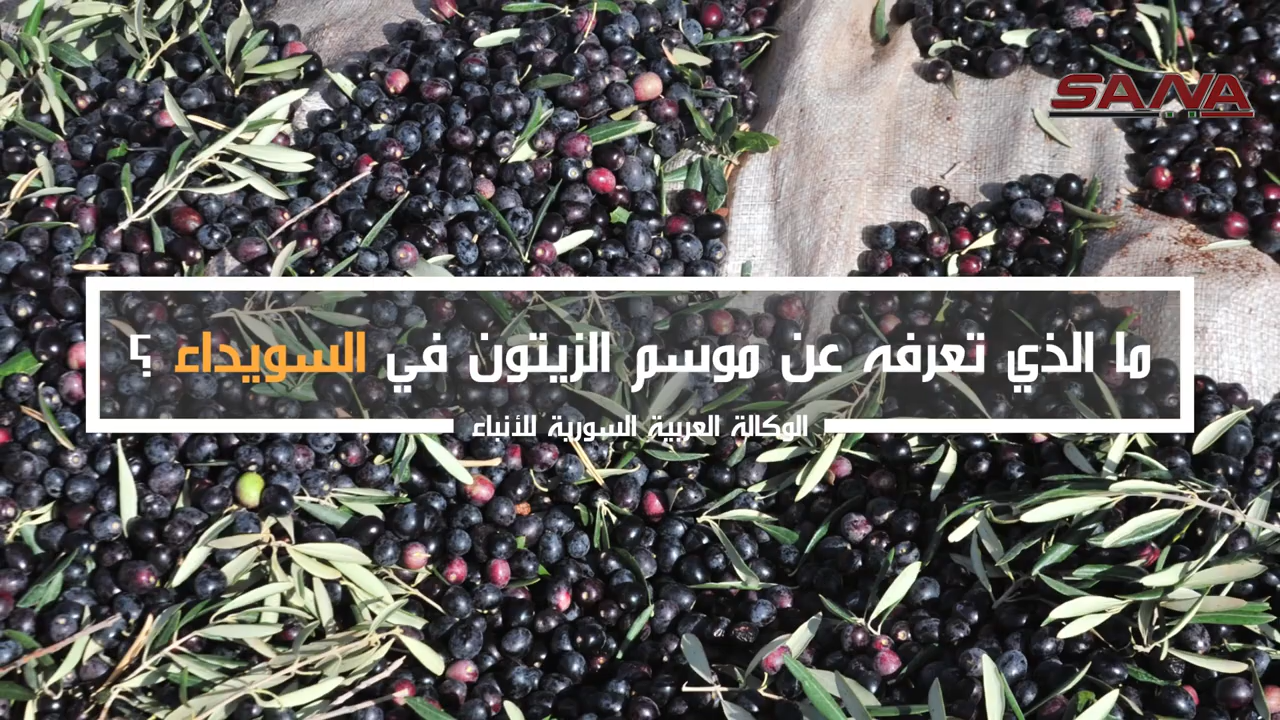 SANA
ما الذي تعرفه عن موسم الزيتون في السويداء ؟
الوكالة العربية السورية للأنباء